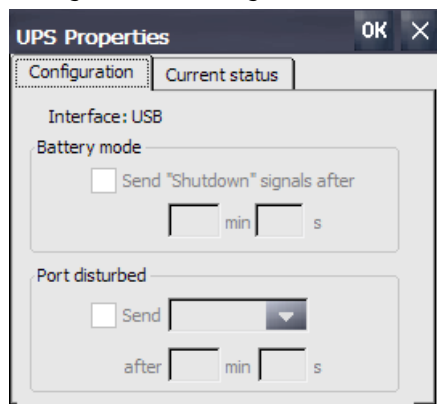 UPS Properties OK ×
Configuration Current status
Interface: USB
Battery mode
Send "Shutdown" signals after
min s
Port disturbed
Send
after min s